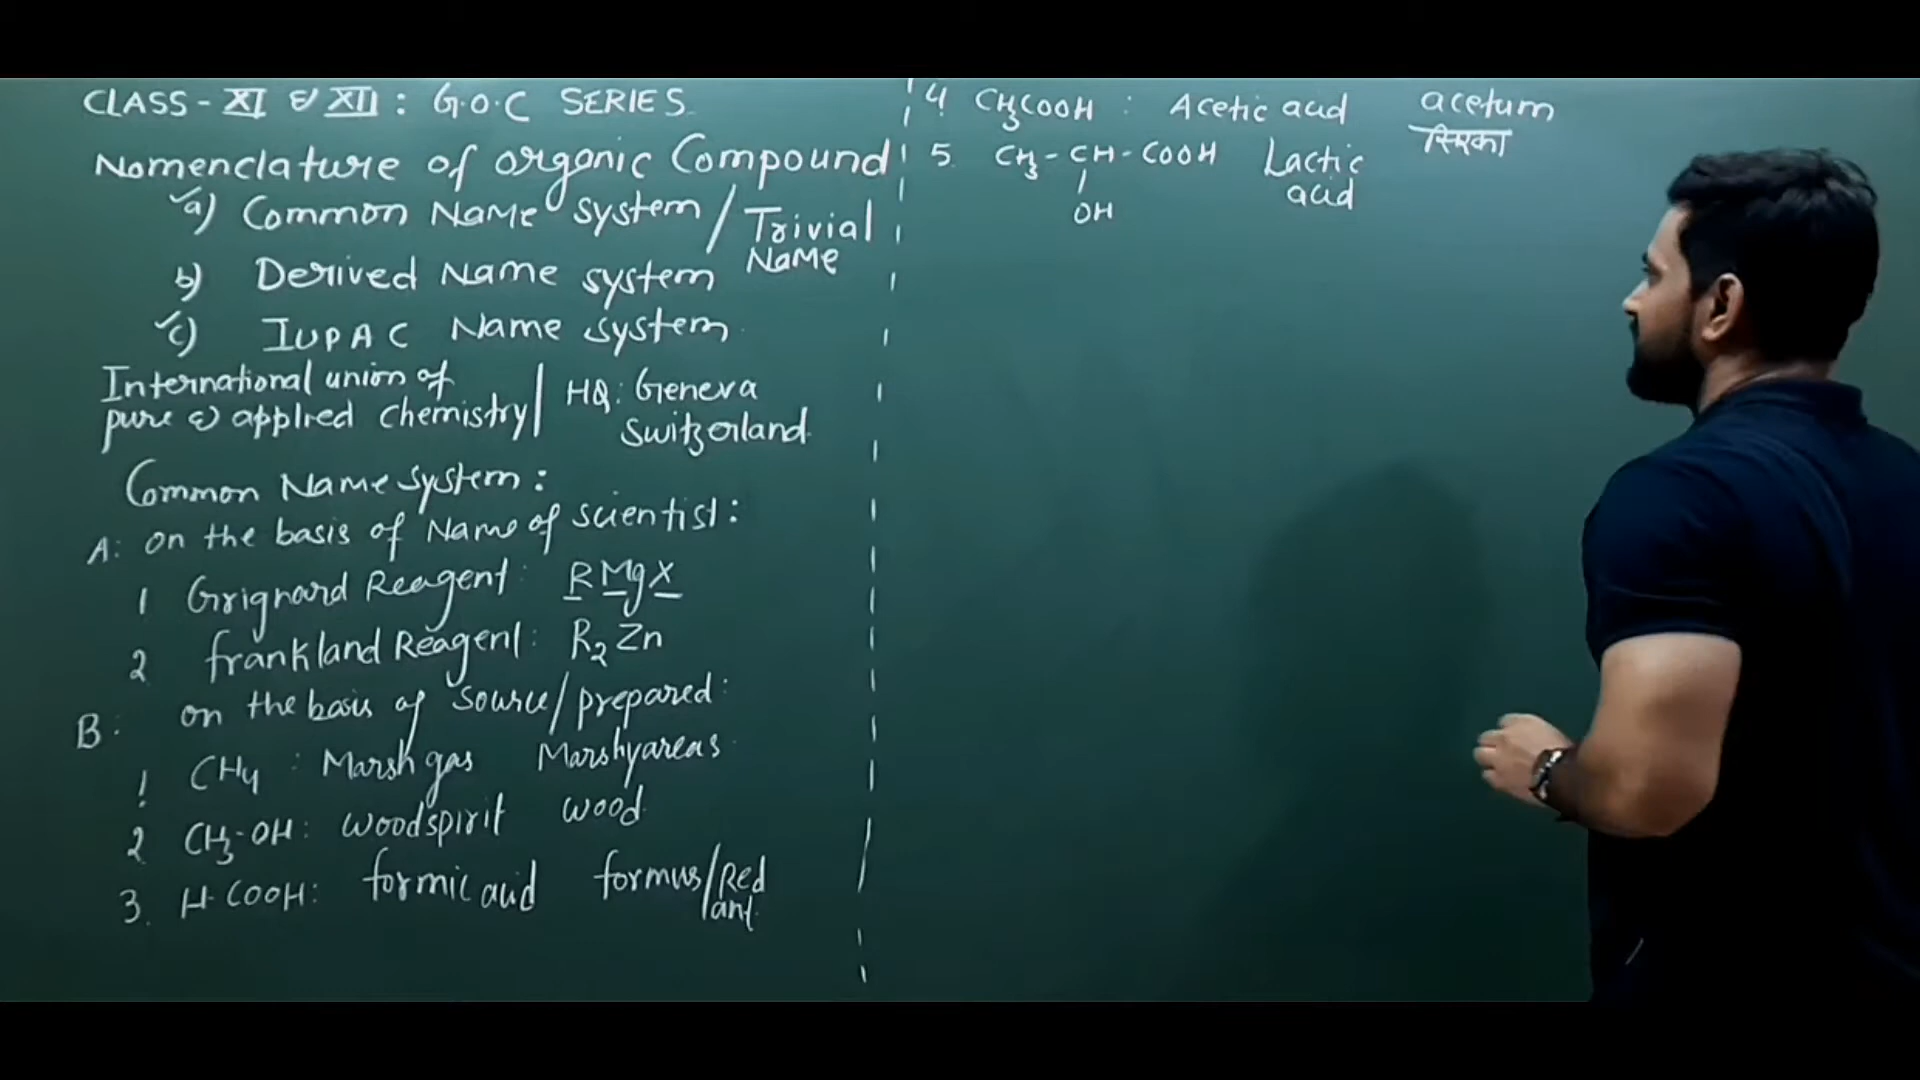 CLASS - XI & XII : G.O.C SERIES
Nomenclature of organic Compound
a) Common Name system / Trivial Name
b) Derived Name system
c) IUPAC Name system
International union of
pure & applied chemistry | HQ: Geneva
Switzerland
Common Name system :
A: on the basis of Name of scientist :
1 Grignard Reagent : RMgX
2 frankland Reagent : R₂Zn
B: on the basis of source/prepared :
1 CH₄ : Marsh gas Marshyareas
2 CH₃-OH : woodspirit wood
3. H-COOH : formic acid formus/Red
ant
4 CH₃COOH : Acetic acid acetum
सिरका
5. CH₃ - CH - COOH Lactic
acid
OH